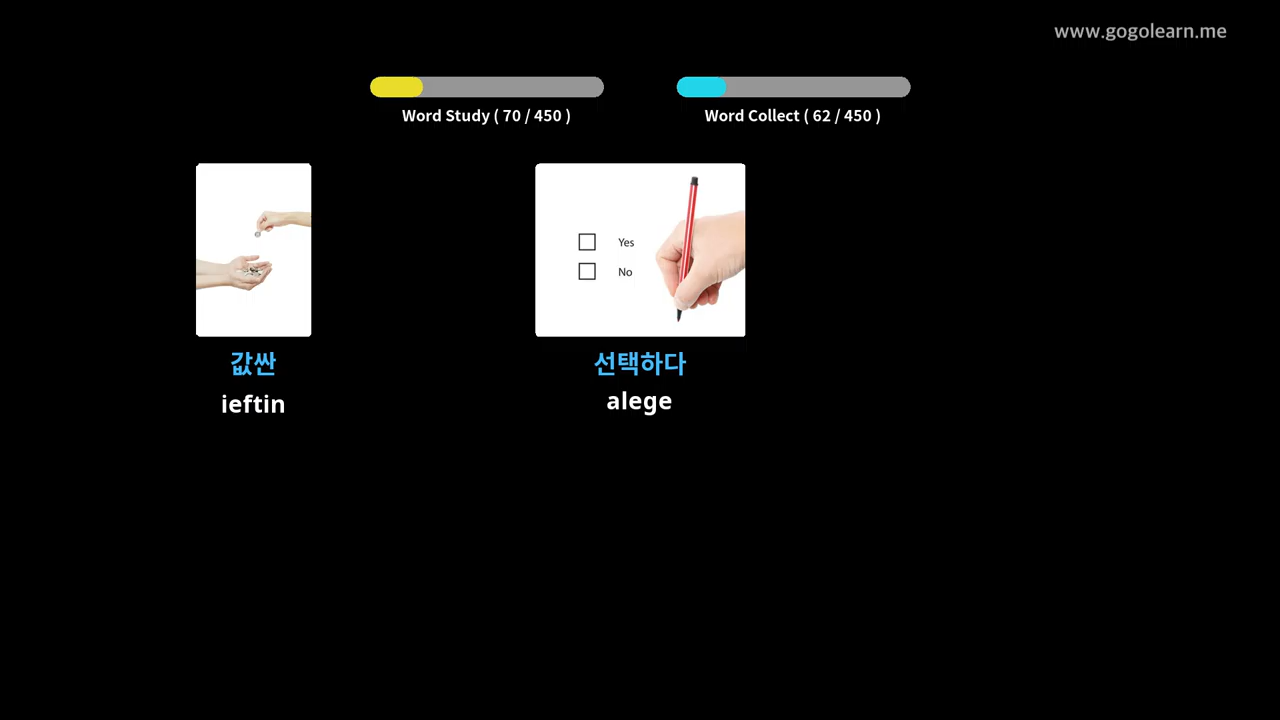 www.gogolearn.me
Word Study ( 70 / 450 )
Word Collect ( 62 / 450 )
Yes
No
값싼
ieftin
선택하다
alege